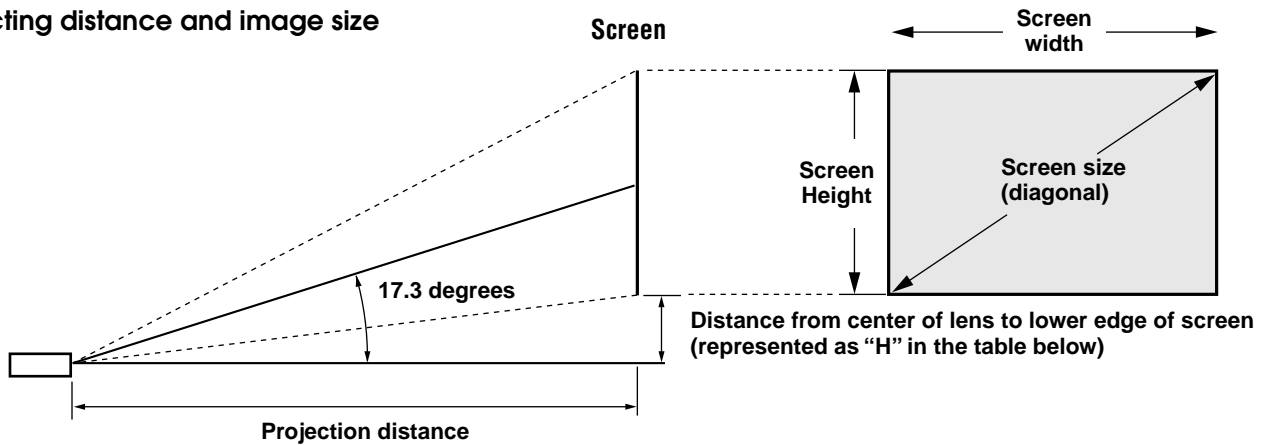 cting distance and image size
Screen
Screen
width
Screen
Height
Screen size
(diagonal)
17.3 degrees
Distance from center of lens to lower edge of screen
(represented as “H” in the table below)
Projection distance